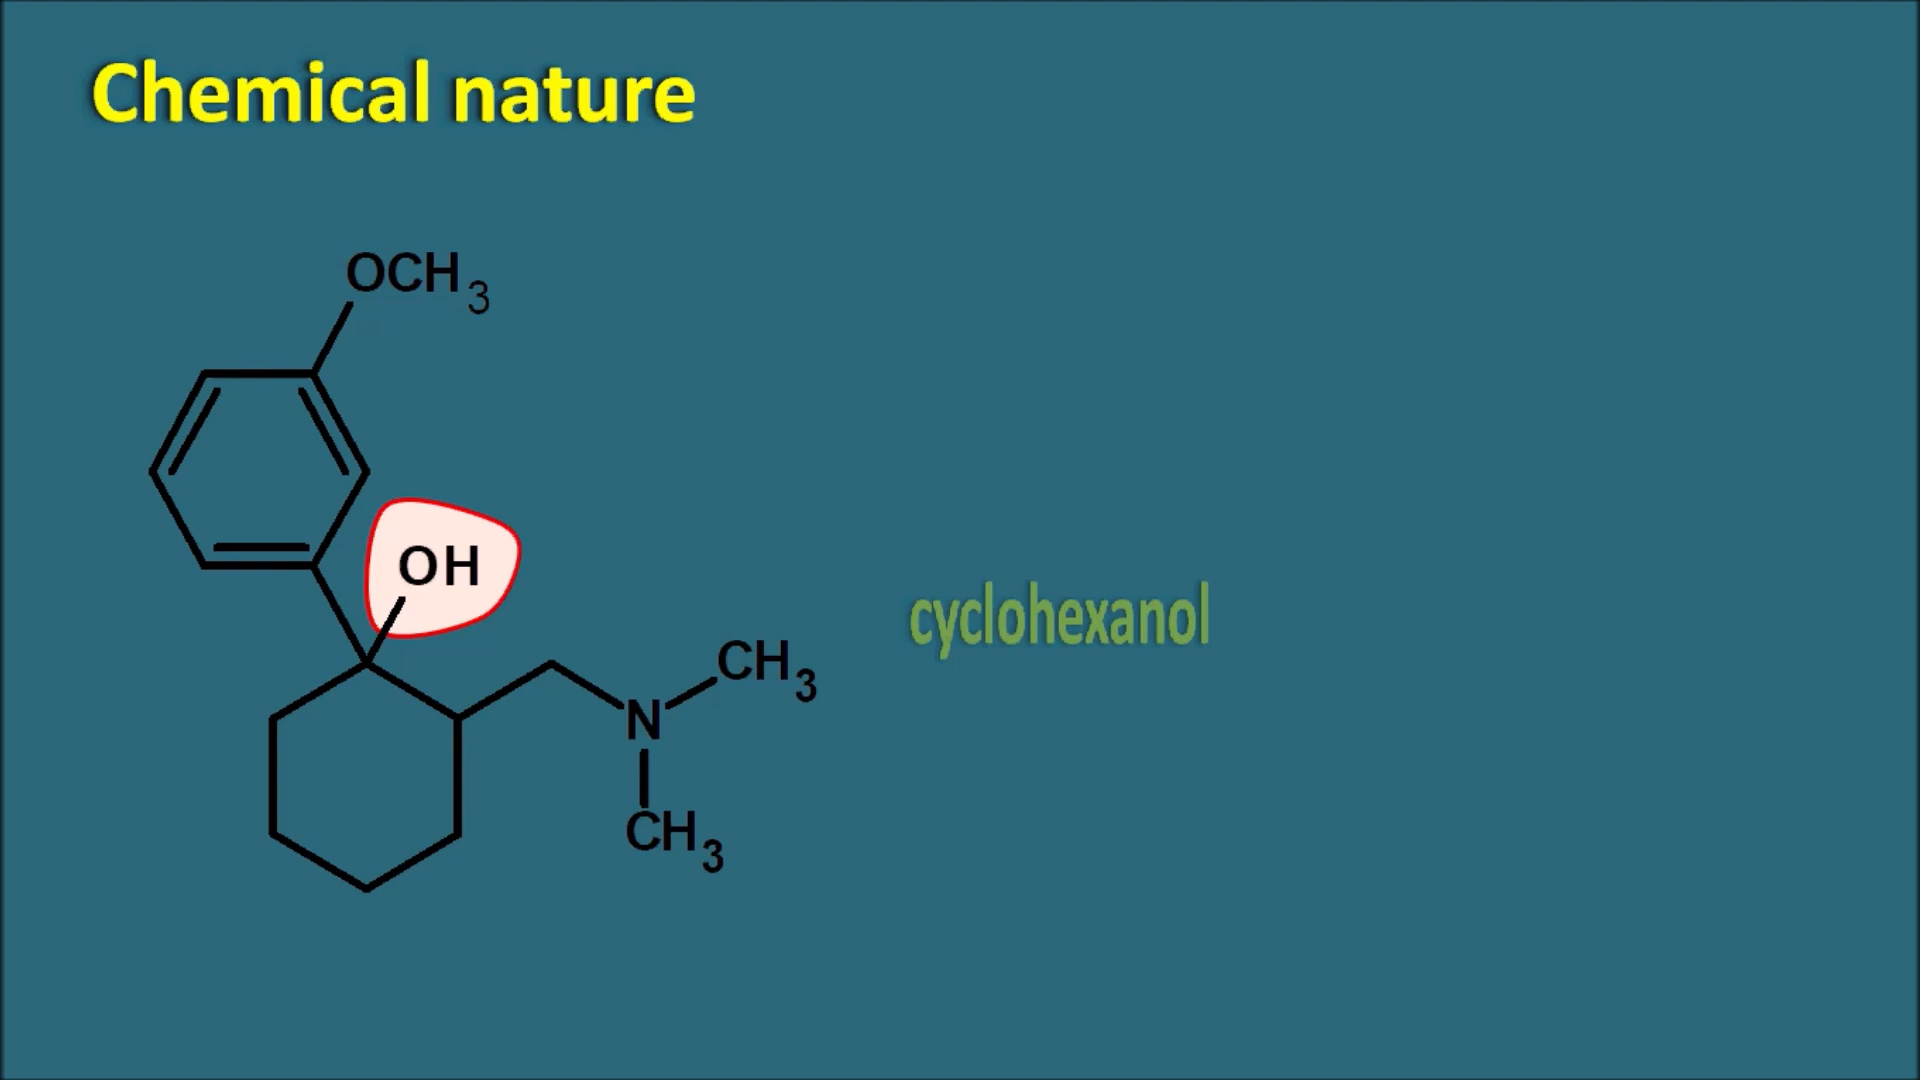 Chemical nature
OCH3
OH
cyclohexanol
CH3
N
CH3